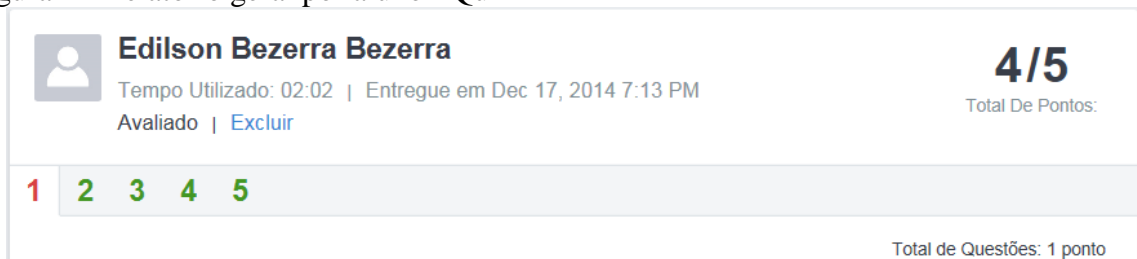 Edilson Bezerra Bezerra
4/5
Tempo Utilizado: 02:02 | Entregue em Dec 17, 2014 7:13 PM
Total De Pontos:
Avaliado | Excluir
1 2 3 4 5
Total de Questões: 1 ponto